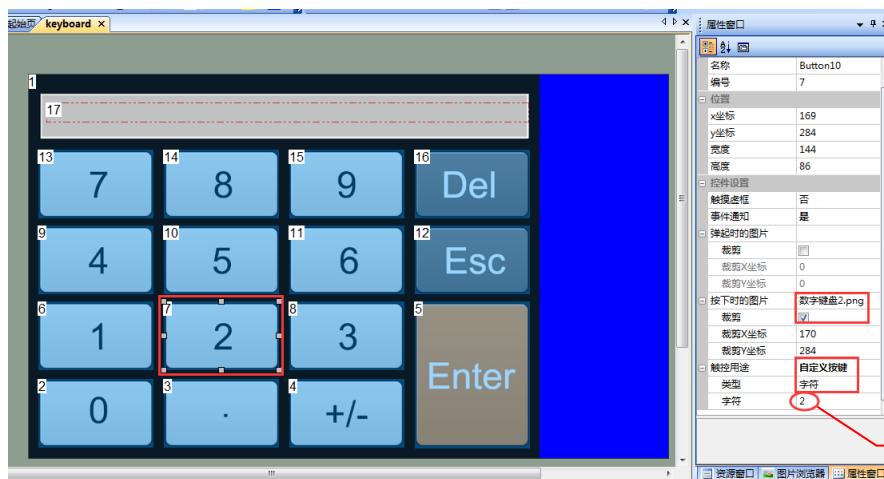 起始页 keyboard ×
属性窗口
1
17
13 7 14 8 15 9 16 Del
9 4 10 5 11 6 12 Esc
6 1 7 2 8 3 5 Enter
2 0 3 . 4 +/-
名称 Button10
编号 7
位置
x坐标 169
y坐标 284
宽度 144
高度 86
控件设置
触摸虚框 否
事件通知 是
弹起时的图片
裁剪
裁剪X坐标 0
裁剪Y坐标 0
按下时的图片 数字键盘2.png
裁剪
裁剪X坐标 170
裁剪Y坐标 284
触控用途 自定义按键
类型 字符
字符 2
资源窗口 图片浏览器 属性窗口